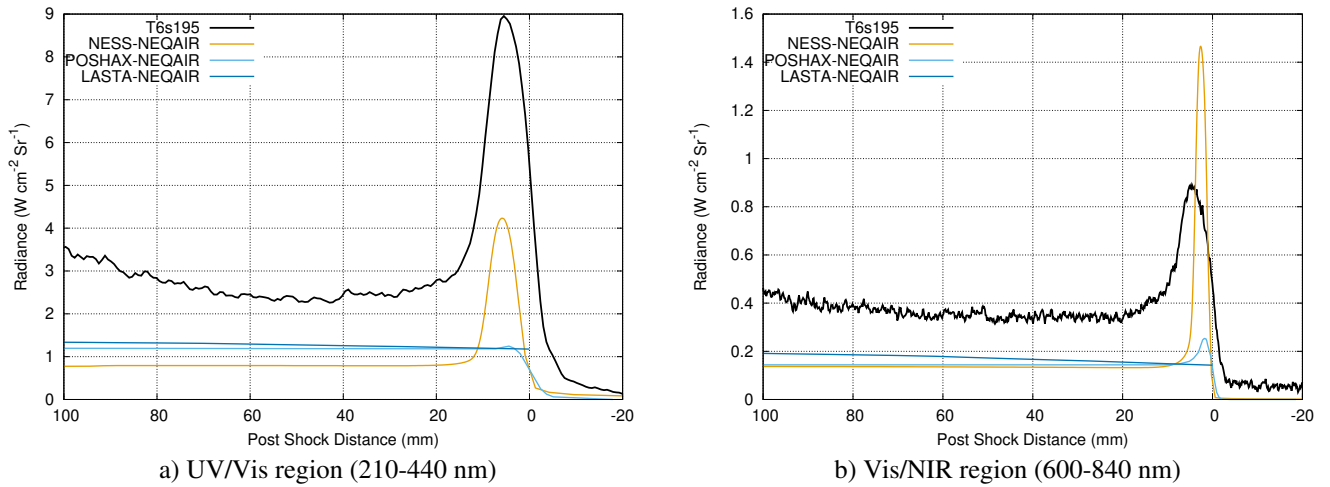 9
8
7
6
5
4
3
2
1
0
100
80
60
40
20
0
-20
Radiance (W cm-2 Sr-1)
Post Shock Distance (mm)
T6s195
NESS-NEQAIR
POSHAX-NEQAIR
LASTA-NEQAIR
a) UV/Vis region (210-440 nm)
1.6
1.4
1.2
1
0.8
0.6
0.4
0.2
0
100
80
60
40
20
0
-20
Radiance (W cm-2 Sr-1)
Post Shock Distance (mm)
T6s195
NESS-NEQAIR
POSHAX-NEQAIR
LASTA-NEQAIR
b) Vis/NIR region (600-840 nm)